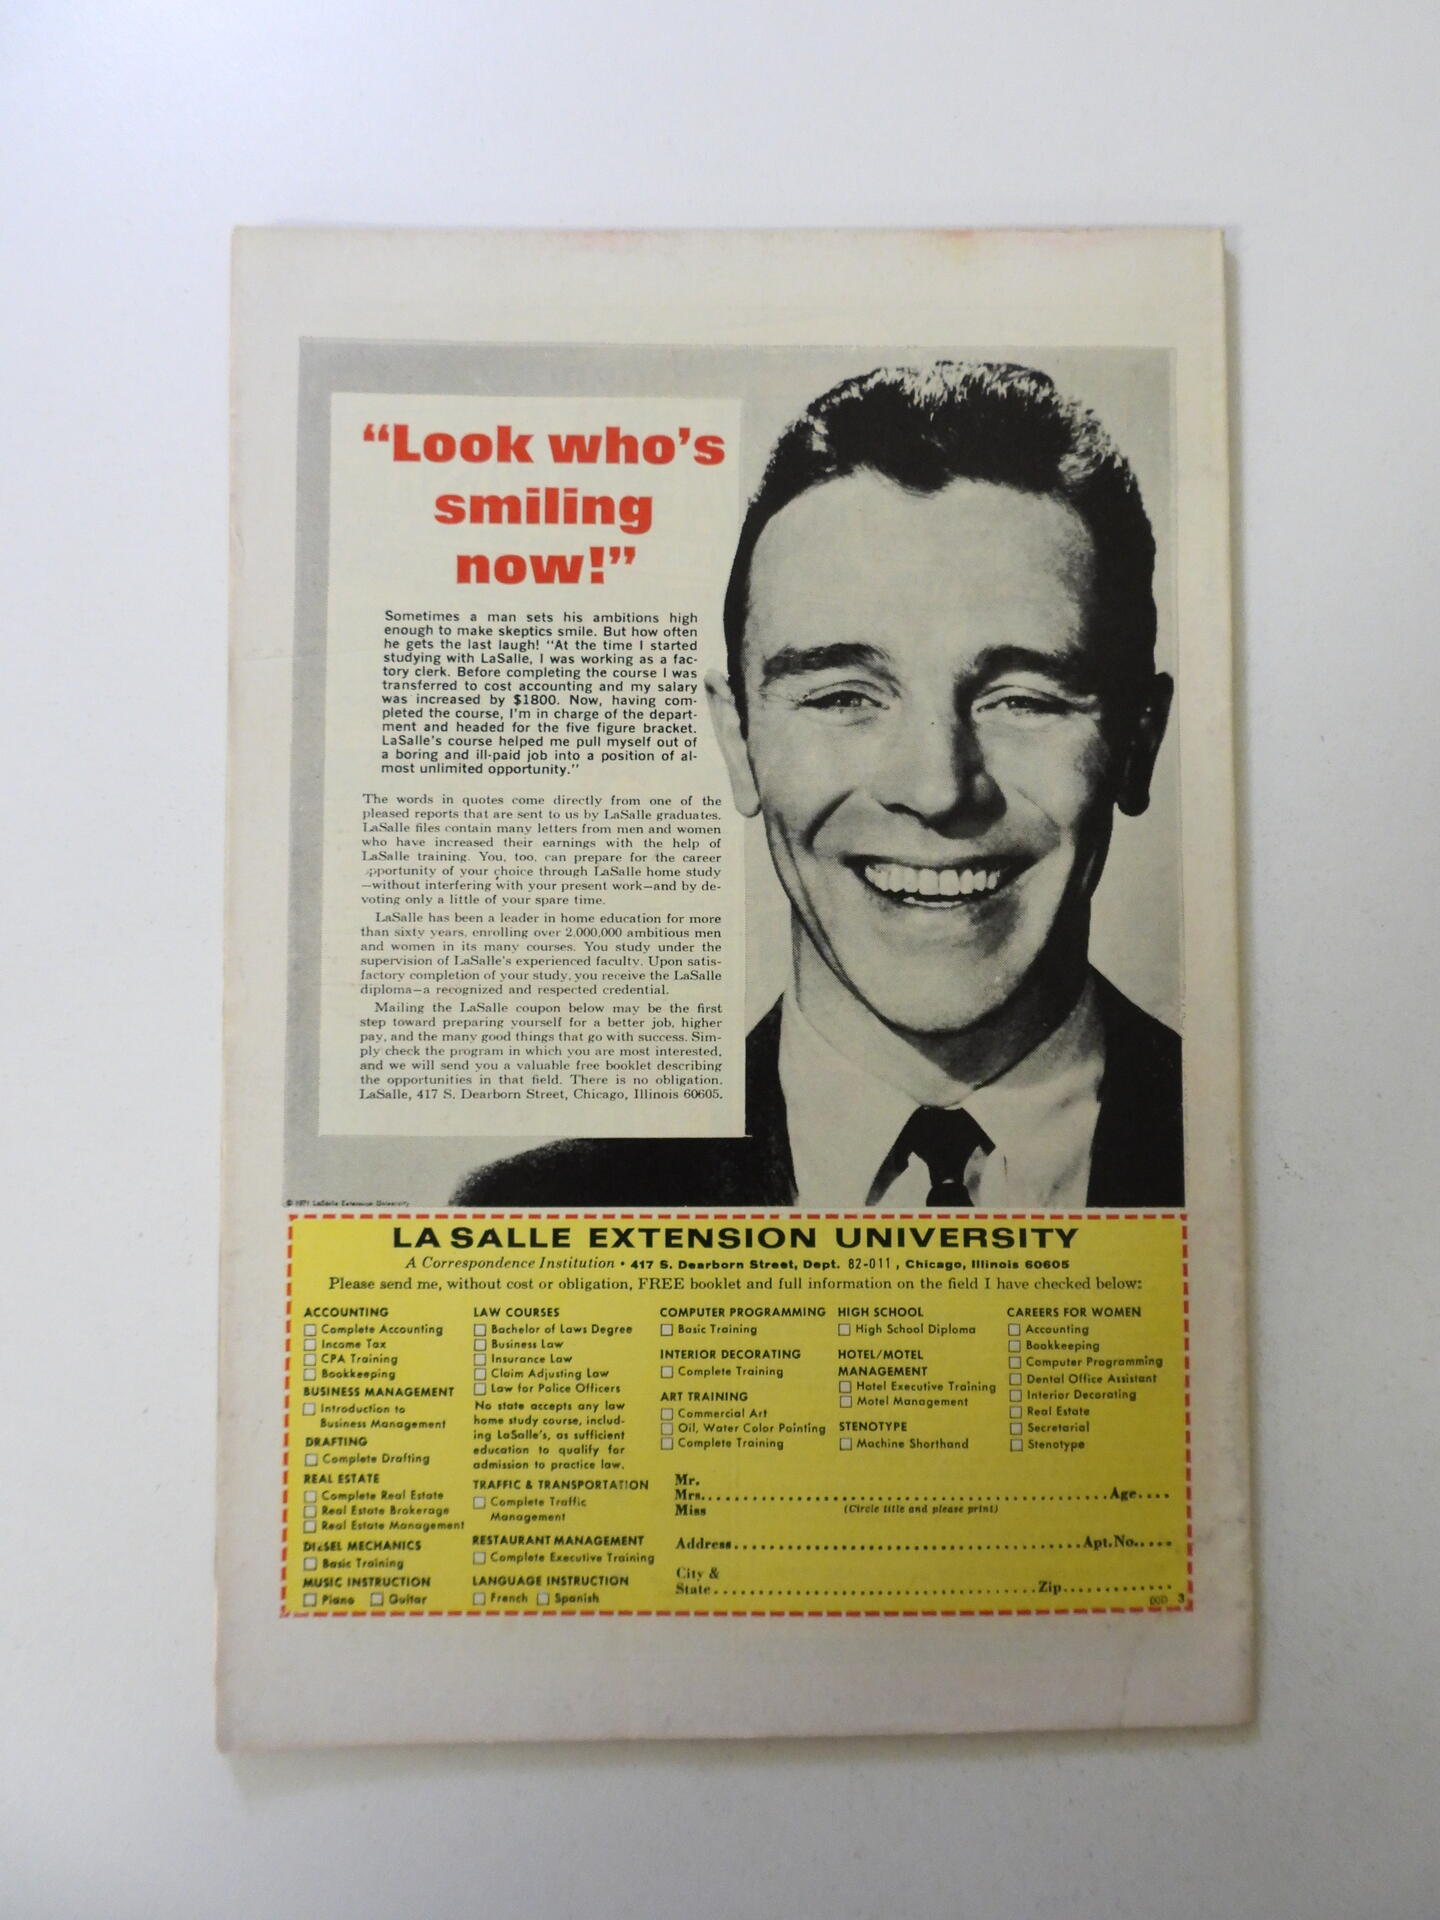 “Look who’s
smiling
now!”
Sometimes a man sets his ambitions high
enough to make skeptics smile. But how often
he gets the last laugh! “At the time I started
studying with LaSalle, I was working as a fac-
tory clerk. Before completing the course I was
transferred to cost accounting and my salary
was increased by $1800. Now, having com-
pleted the course, I’m in charge of the depart-
ment and headed for the five figure bracket.
LaSalle’s course helped me pull myself out of
a boring and ill-paid job into a position of al-
most unlimited opportunity.”
The words in quotes come directly from one of the
pleased reports that are sent to us by LaSalle graduates.
LaSalle files contain many letters from men and women
who have increased their earnings with the help of
LaSalle training. You, too, can prepare for the career
opportunity of your choice through LaSalle home study
—without interfering with your present work—and by de-
voting only a little of your spare time.
LaSalle has been a leader in home education for more
than sixty years, enrolling over 2,000,000 ambitious men
and women in its many courses. You study under the
supervision of LaSalle’s experienced faculty. Upon satis-
factory completion of your study, you receive the LaSalle
diploma—a recognized and respected credential.
Mailing the LaSalle coupon below may be the first
step toward preparing yourself for a better job, higher
pay, and the many good things that go with success. Sim-
ply check the program in which you are most interested,
and we will send you a valuable free booklet describing
the opportunities in that field. There is no obligation.
LaSalle, 417 S. Dearborn Street, Chicago, Illinois 60605.
© 1971 LaSalle Extension University
LA SALLE EXTENSION UNIVERSITY
A Correspondence Institution • 417 S. Dearborn Street, Dept. 82-011, Chicago, Illinois 60605
Please send me, without cost or obligation, FREE booklet and full information on the field I have checked below:
ACCOUNTING
Complete Accounting
Income Tax
CPA Training
Bookkeeping
BUSINESS MANAGEMENT
Introduction to
Business Management
DRAFTING
Complete Drafting
REAL ESTATE
Complete Real Estate
Real Estate Brokerage
Real Estate Management
DIESEL MECHANICS
Basic Training
MUSIC INSTRUCTION
Piano Guitar
LAW COURSES
Bachelor of Laws Degree
Business Law
Insurance Law
Claim Adjusting Law
Law for Police Officers
No state accepts any law
home study course, includ-
ing LaSalle’s, as sufficient
education to qualify for
admission to practice law.
TRAFFIC & TRANSPORTATION
Complete Traffic
Management
RESTAURANT MANAGEMENT
Complete Executive Training
LANGUAGE INSTRUCTION
French Spanish
COMPUTER PROGRAMMING
Basic Training
INTERIOR DECORATING
Complete Training
ART TRAINING
Commercial Art
Oil, Water Color Painting
Complete Training
HIGH SCHOOL
High School Diploma
HOTEL/MOTEL
MANAGEMENT
Hotel Executive Training
Motel Management
STENOTYPE
Machine Shorthand
CAREERS FOR WOMEN
Accounting
Bookkeeping
Computer Programming
Dental Office Assistant
Interior Decorating
Real Estate
Secretarial
Stenotype
Mr.
Mrs. Age
Miss (Circle title and please print)
Address Apt. No.
City &
State Zip
3